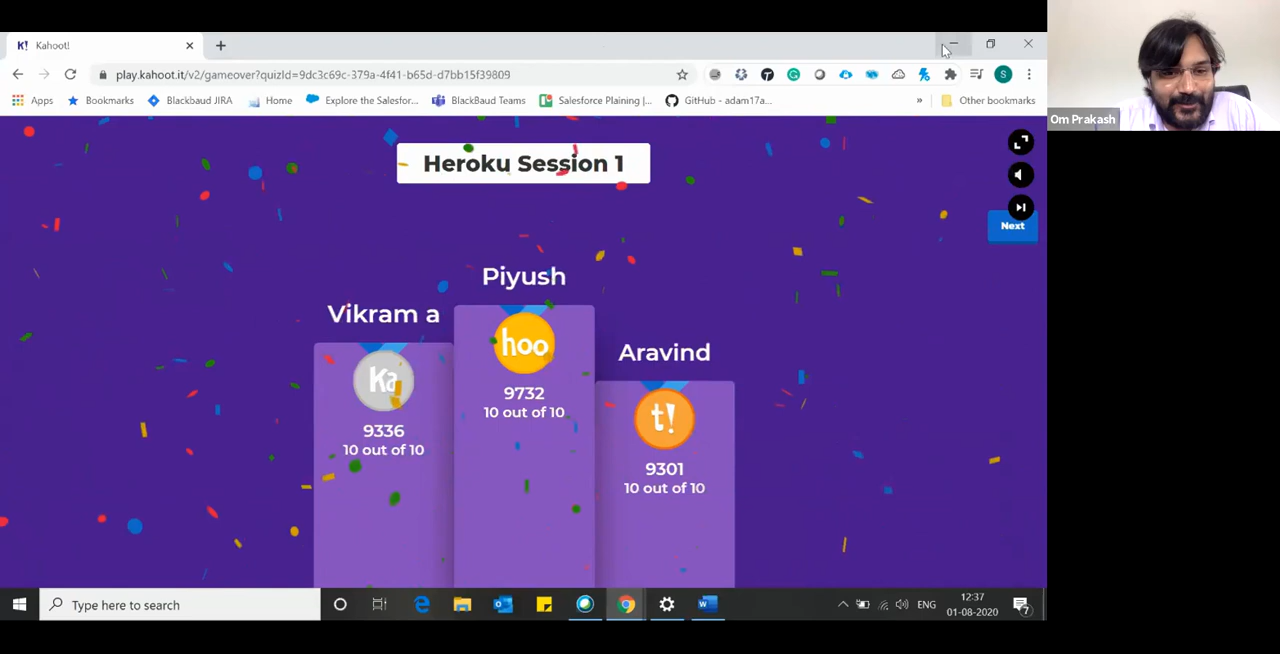 K! Kahoot!
play.kahoot.it/v2/gameover?quizId=9dc3c69c-379a-4f41-b65d-d7bb15f39809
S
Apps Bookmarks Blackbaud JIRA Home Explore the Salesfor... BlackBaud Teams Salesforce Plaining |... GitHub - adam17a... » Other bookmarks
Om Prakash
Heroku Session 1
Next
Piyush
hoo
9732
10 out of 10
Vikram a
Ka
9336
10 out of 10
Aravind
t!
9301
10 out of 10
Type here to search
ENG
12:37
01-08-2020
7